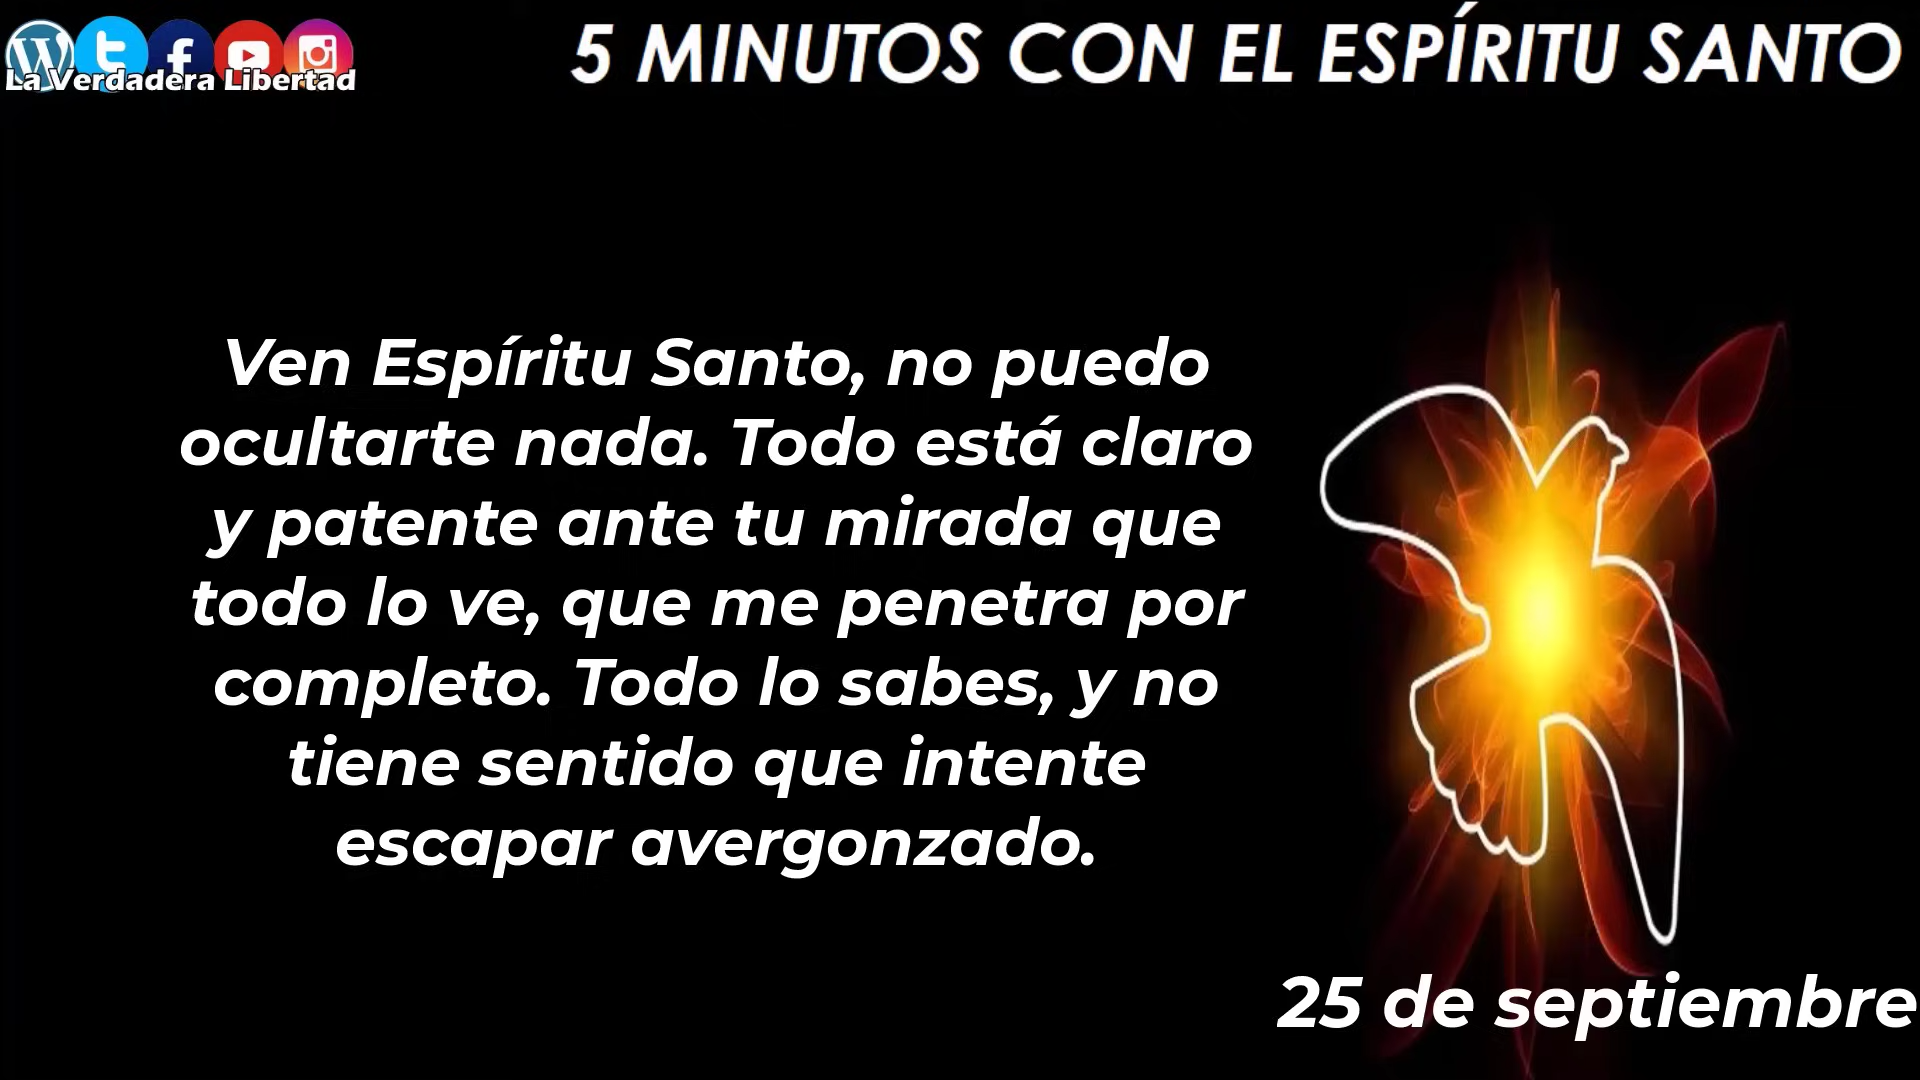 La Verdadera Libertad
5 MINUTOS CON EL ESPÍRITU SANTO
Ven Espíritu Santo, no puedo
ocultarte nada. Todo está claro
y patente ante tu mirada que
todo lo ve, que me penetra por
completo. Todo lo sabes, y no
tiene sentido que intente
escapar avergonzado.
25 de septiembre